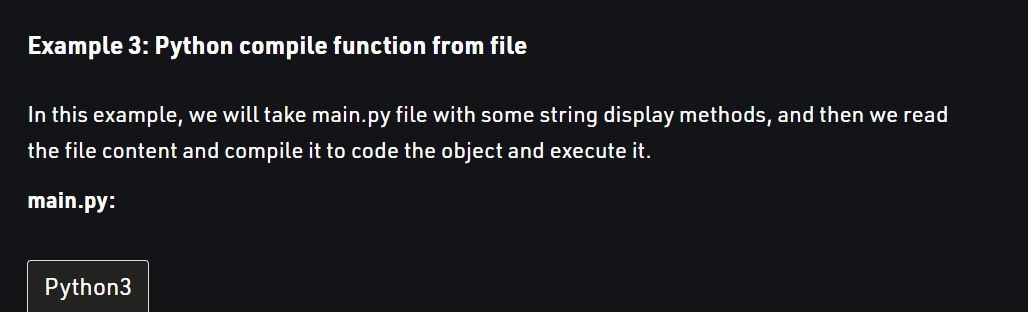 Example 3: Python compile function from file
In this example, we will take main.py file with some string display methods, and then we read
the file content and compile it to code the object and execute it.
main.py:
Python3